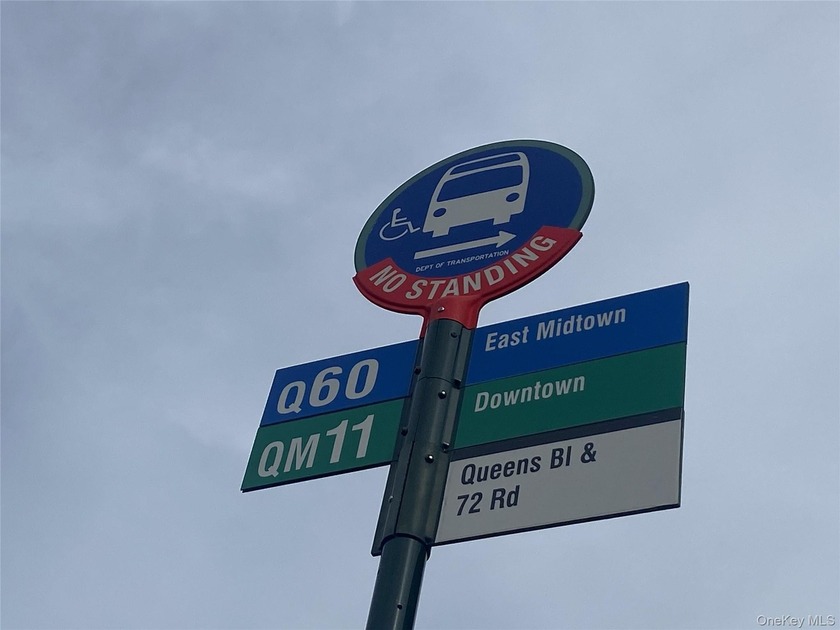 DEPT OF TRANSPORTATION
NO STANDING
Q60
East Midtown
QM11
Downtown
Queens Bl &
72 Rd
OneKey MLS